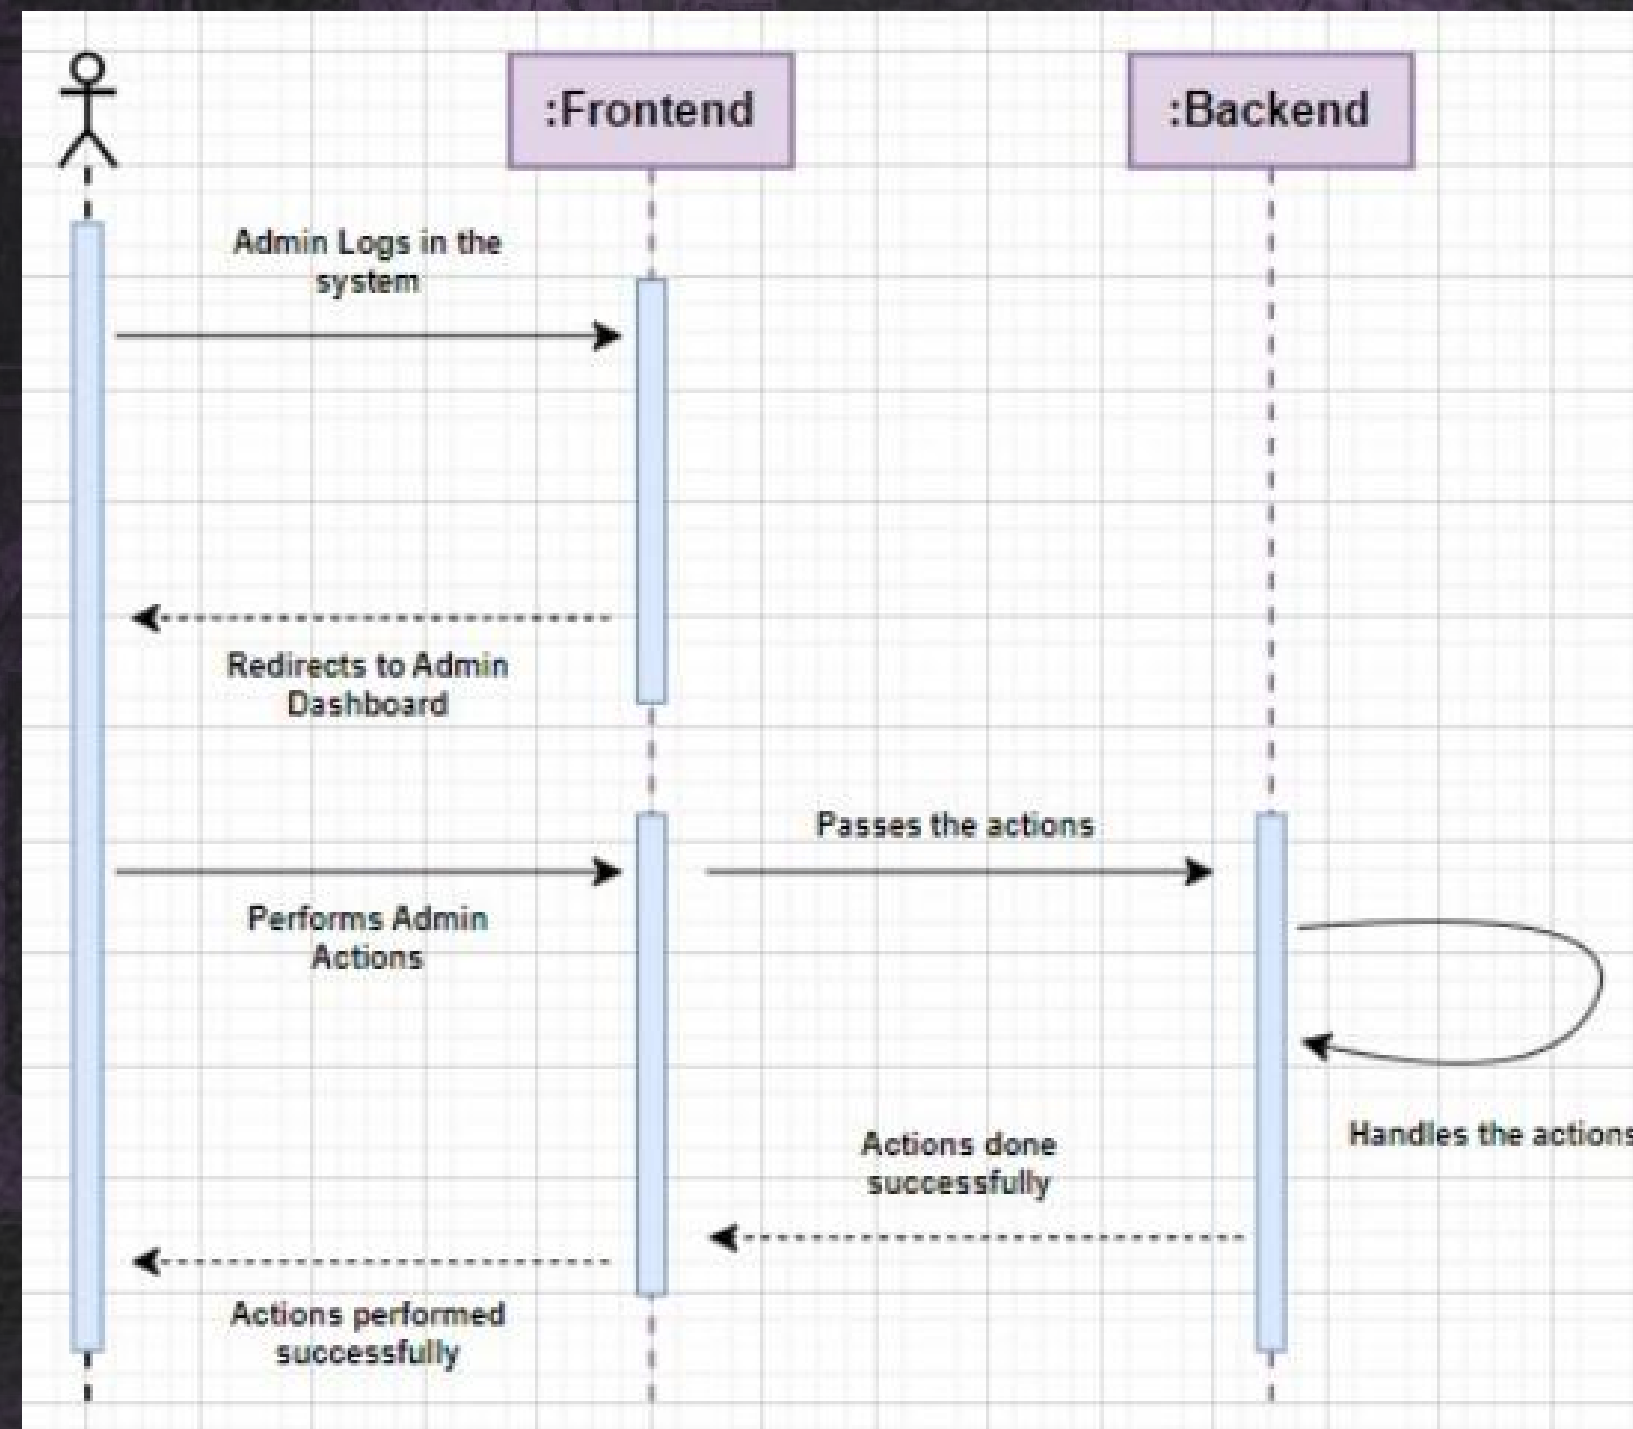 :Frontend
:Backend
Admin Logs in the
system
Redirects to Admin
Dashboard
Passes the actions
Performs Admin
Actions
Handles the actions
Actions done
successfully
Actions performed
successfully